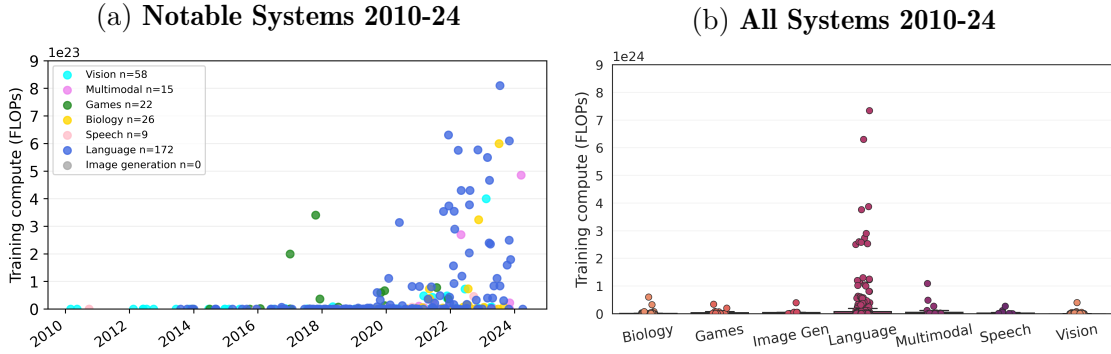 (a) Notable Systems 2010-24
1e23
9
8
7
6
5
4
3
2
1
0
Training compute (FLOPs)
Vision n=58
Multimodal n=15
Games n=22
Biology n=26
Speech n=9
Language n=172
Image generation n=0
2010 2012 2014 2016 2018 2020 2022 2024
(b) All Systems 2010-24
1e24
9
8
7
6
5
4
3
2
1
0
Training compute (FLOPs)
Biology Games Image Gen Language Multimodal Speech Vision